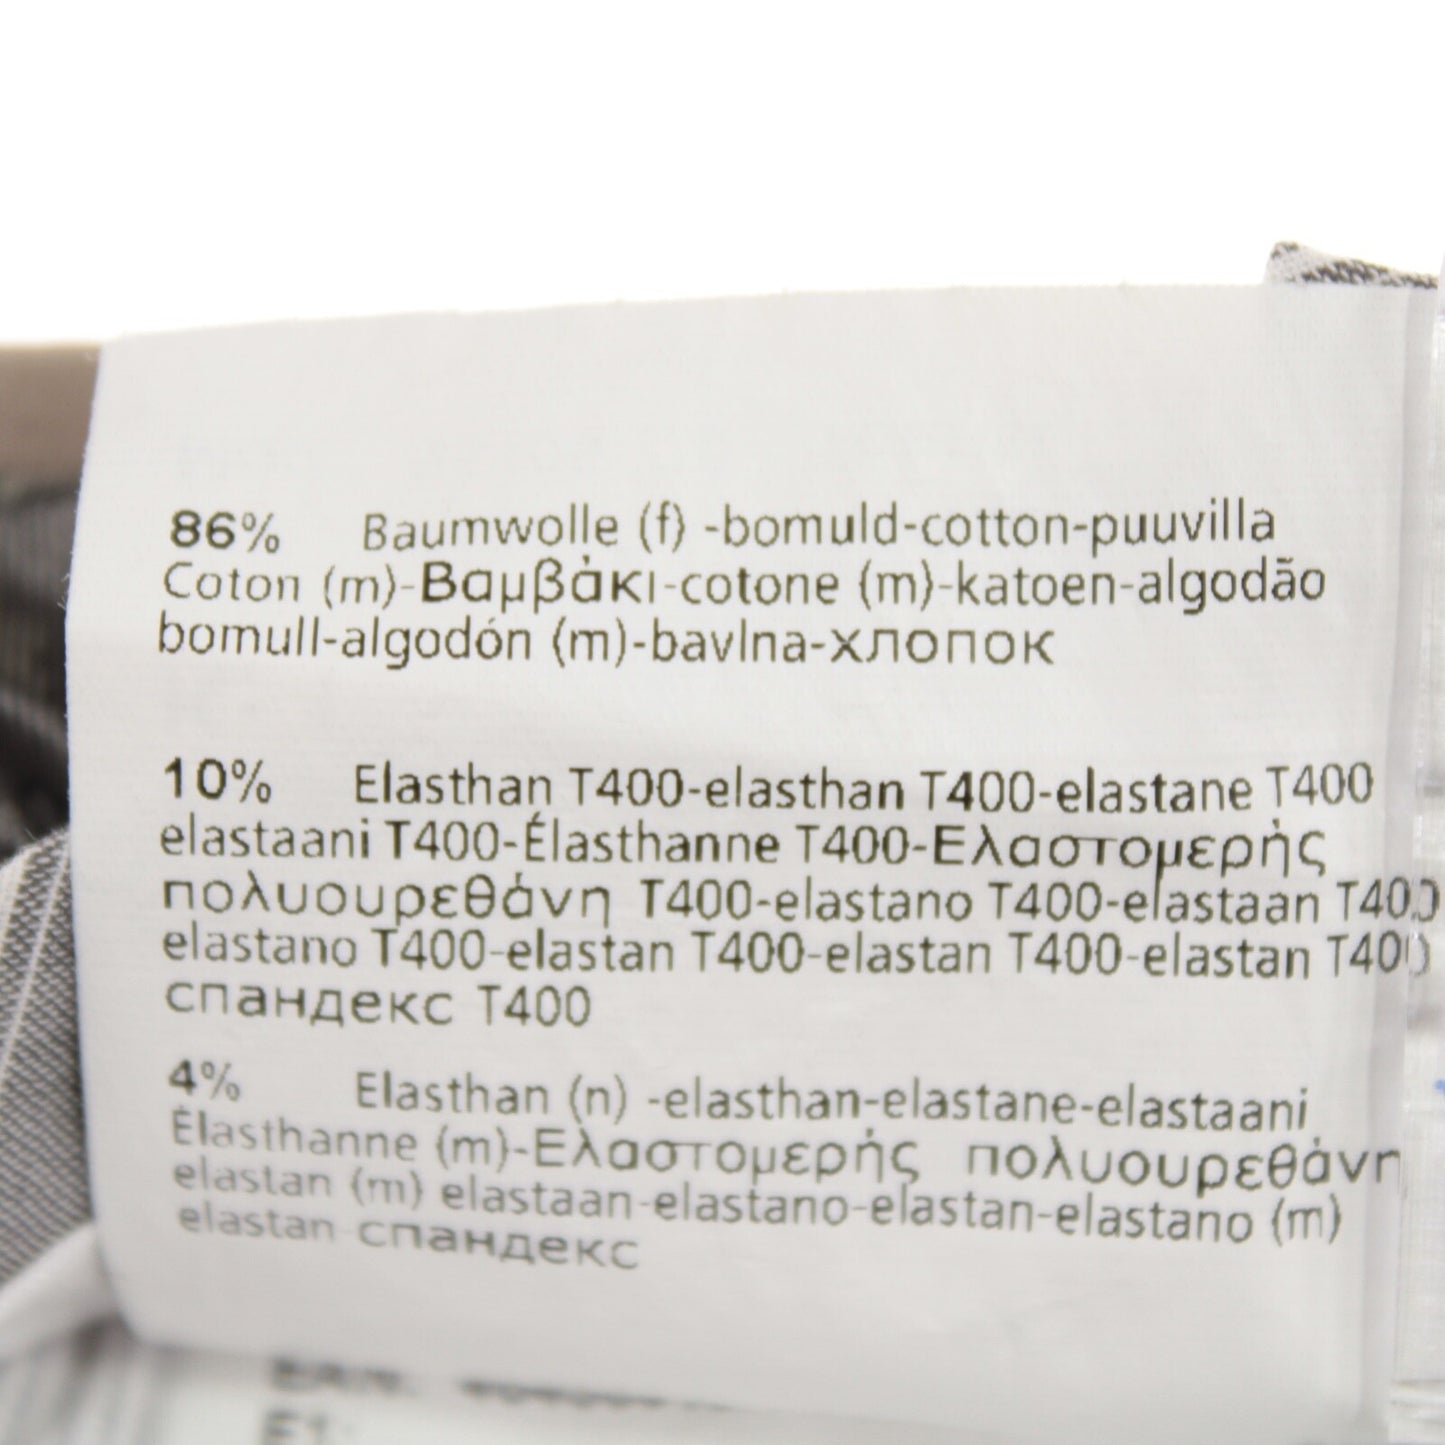 86% Baumwolle (f) -bomuld-cotton-puuvilla
Coton (m)-Βαμβάκι-cotone (m)-katoen-algodão
bomull-algodón (m)-bavlna-хлопок
10% Elasthan T400-elasthan T400-elastane T400
elastaani T400-Élasthanne T400-Ελαστομερής
πολυουρεθάνη T400-elastano T400-elastaan T400
elastano T400-elastan T400-elastan T400-elastan T400
спандекс T400
4% Elasthan (n) -elasthan-elastane-elastaani
Élasthanne (m)-Ελαστομερής πολυουρεθάνη
elastan (m) elastaan-elastano-elastan-elastano (m)
elastan спандекс